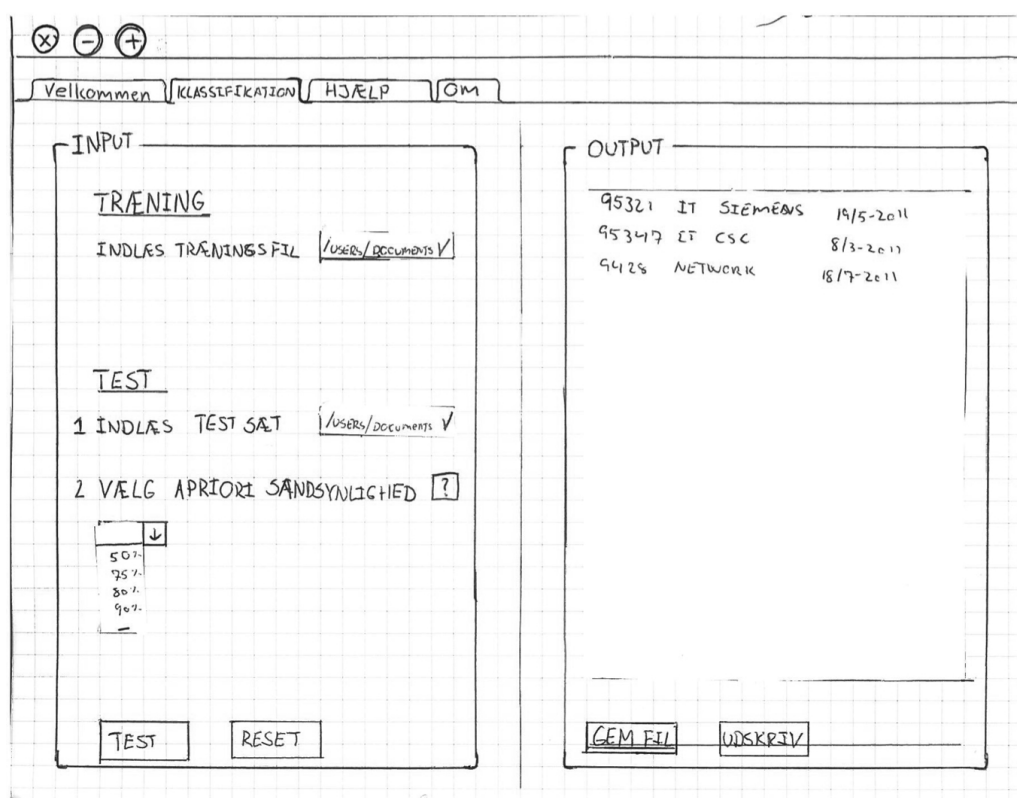 Velkommen KLASSIFIKATION HJÆLP OM
INPUT
TRÆNING
INDLÆS TRÆNINGSFIL /USERS/DOCUMENTS
TEST
1 INDLÆS TEST SÆT /USERS/DOCUMENTS
2 VÆLG APRIORI SANDSYNLIGHED ?
50%
75%
80%
90%
TEST RESET
OUTPUT
95321 IT SIEMENS 19/5-2011
95347 IT CSC 8/3-2011
9428 NETWORK 18/7-2011
GEM FIL UDSKRIV